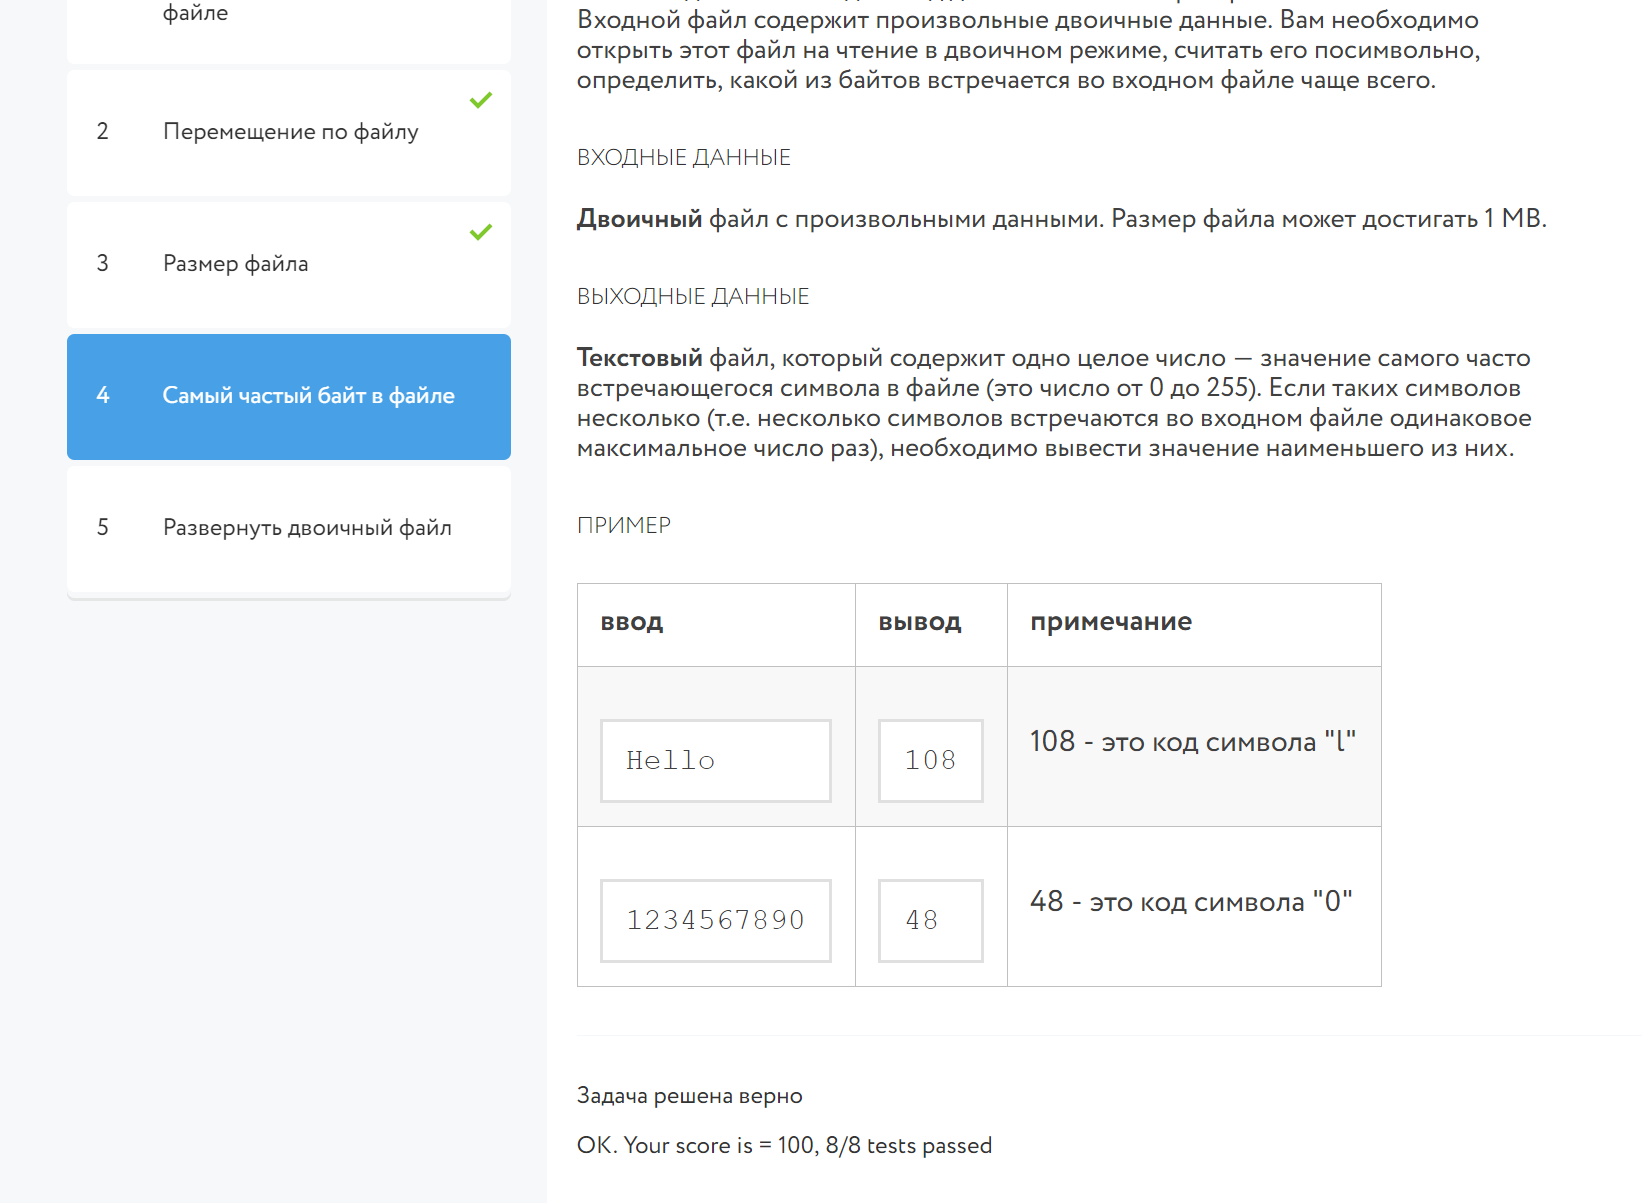 файле
2 Перемещение по файлу
3 Размер файла
4 Самый частый байт в файле
5 Развернуть двоичный файл
Входной файл содержит произвольные двоичные данные. Вам необходимо
открыть этот файл на чтение в двоичном режиме, считать его посимвольно,
определить, какой из байтов встречается во входном файле чаще всего.
ВХОДНЫЕ ДАННЫЕ
Двоичный файл с произвольными данными. Размер файла может достигать 1 MB.
ВЫХОДНЫЕ ДАННЫЕ
Текстовый файл, который содержит одно целое число — значение самого часто
встречающегося символа в файле (это число от 0 до 255). Если таких символов
несколько (т.е. несколько символов встречаются во входном файле одинаковое
максимальное число раз), необходимо вывести значение наименьшего из них.
ПРИМЕР
ввод вывод примечание
Hello 108 108 - это код символа "l"
1234567890 48 48 - это код символа "0"
Задача решена верно
OK. Your score is = 100, 8/8 tests passed